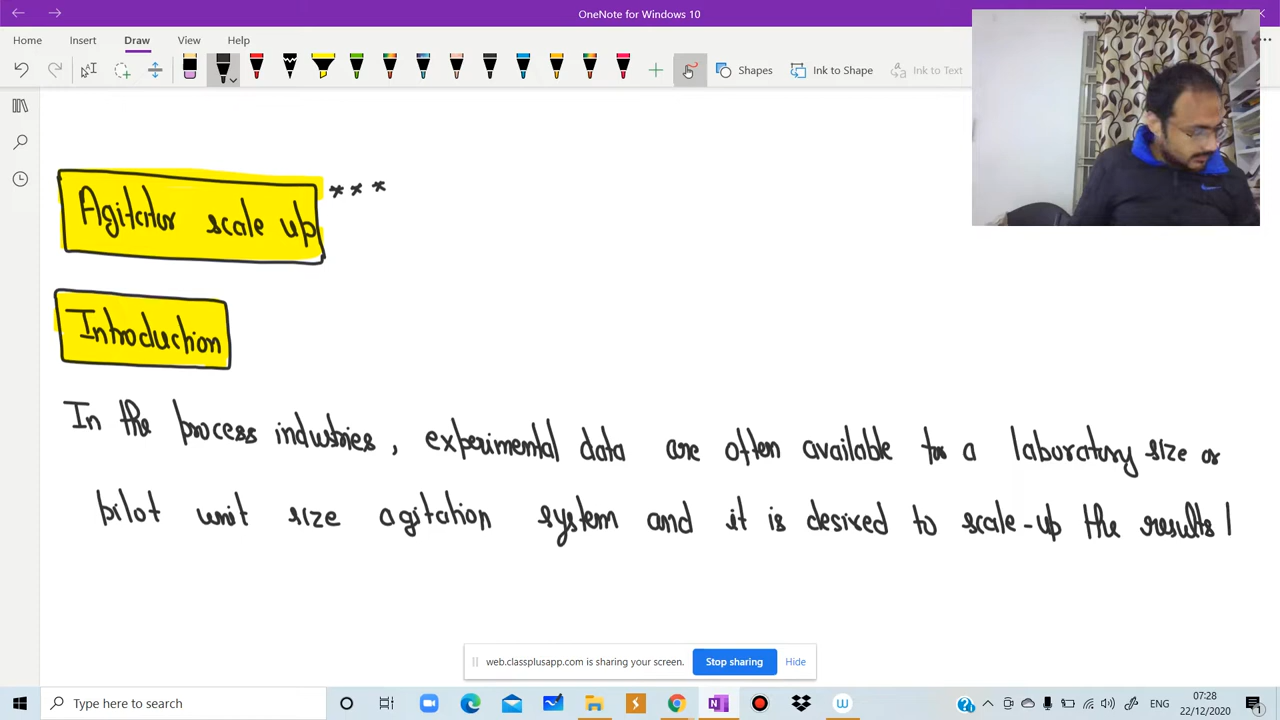 OneNote for Windows 10
Home Insert Draw View Help
Shapes Ink to Shape Ink to Text
Agitator scale up ***
Introduction
In the process industries, experimental data are often available for a laboratory size or
pilot unit size agitation system and it is desired to scale-up the results
web.classplusapp.com is sharing your screen. Stop sharing Hide
Type here to search
ENG 07:28
22/12/2020